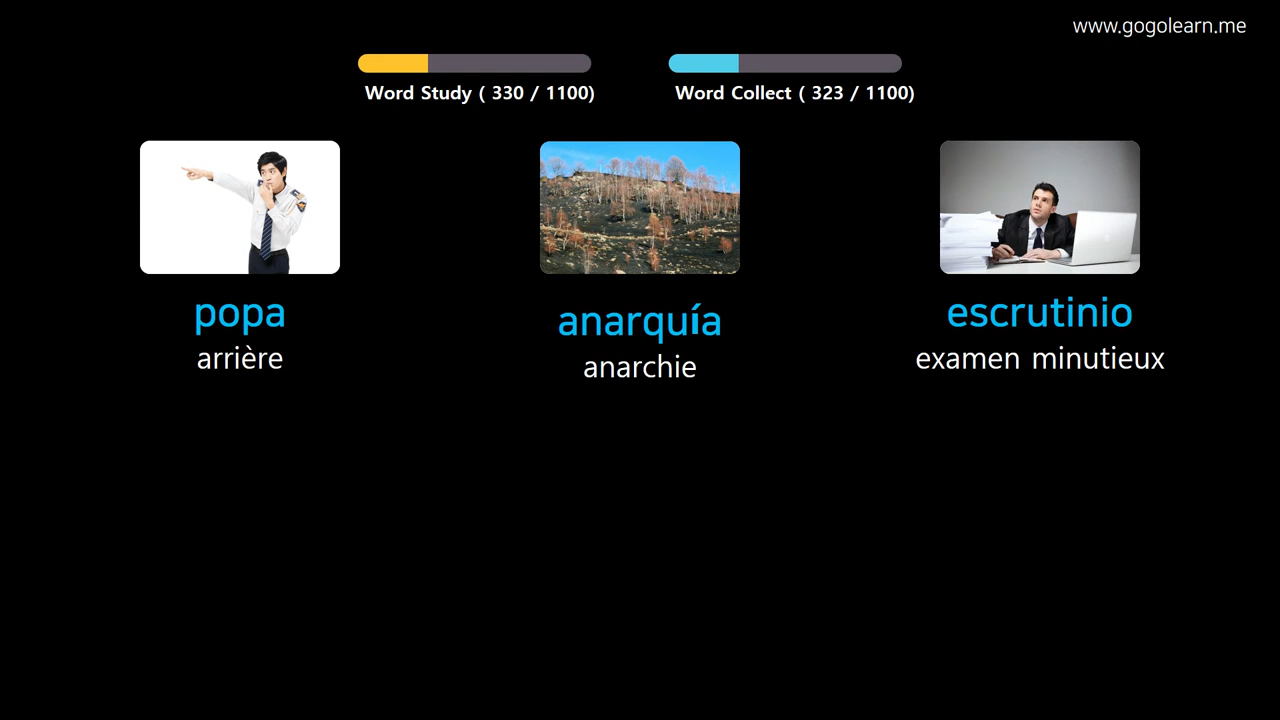 www.gogolearn.me
Word Study ( 330 / 1100)
Word Collect ( 323 / 1100)
popa
arrière
anarquía
anarchie
escrutinio
examen minutieux